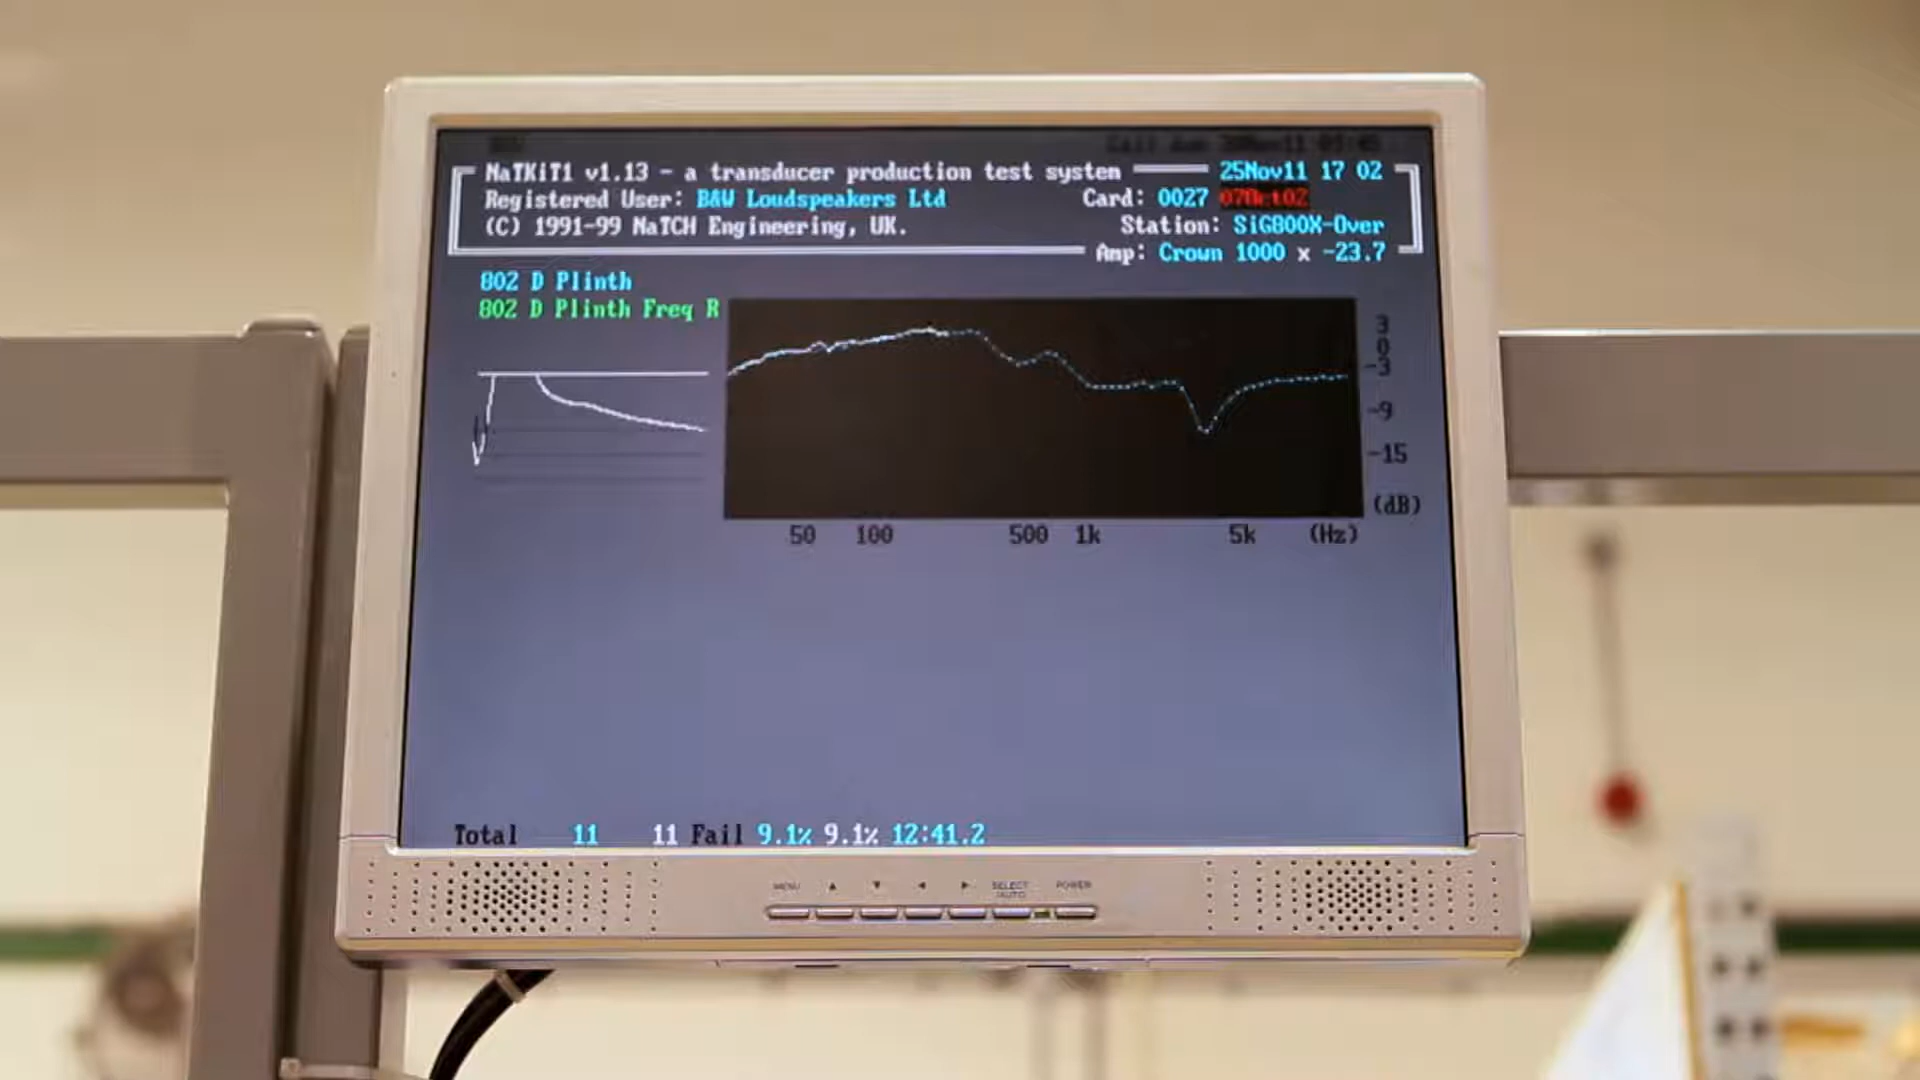 NaTKiT1 v1.13 - a transducer production test system 25Nov11 17 02
Registered User: B&W Loudspeakers Ltd Card: 0027 07Oct02
(C) 1991-99 NaTCH Engineering, UK. Station: SiG800X-Over
Amp: Crown 1000 x -23.7
802 D Plinth
802 D Plinth Freq R
3
0
-3
-9
-15
(dB)
50 100 500 1k 5k (Hz)
Total 11 11 Fail 9.1% 9.1% 12:41.2
MENU ▲ ▼ ◀ ▶ SELECT POWER
/AUTO